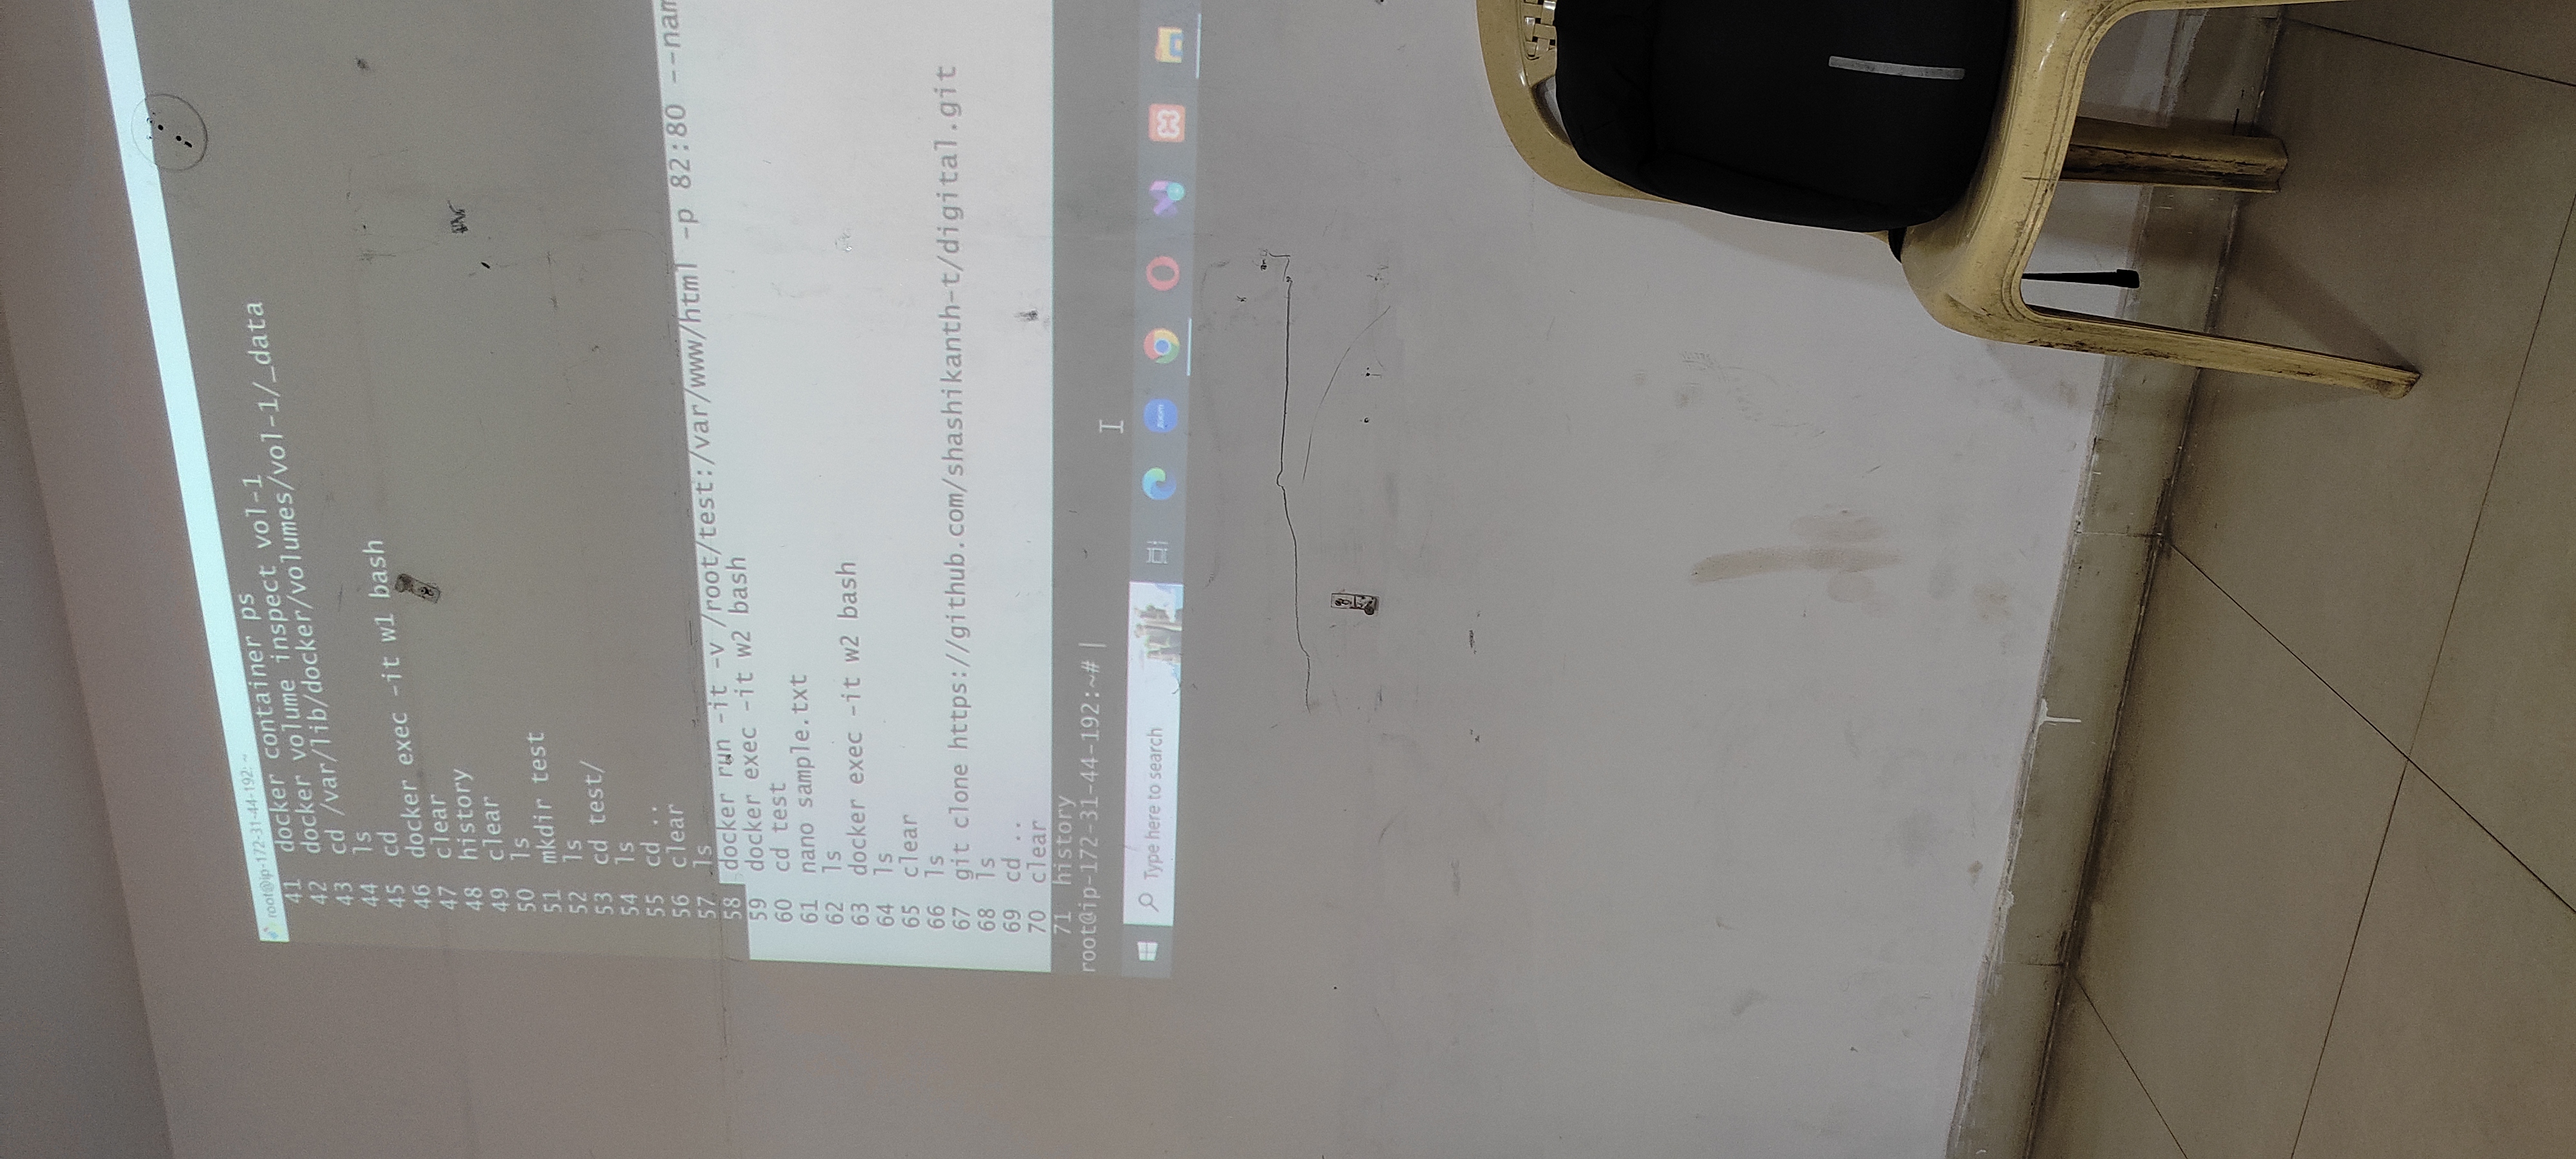 root@ip-172-31-44-192: ~
41 docker container ps
42 docker volume inspect vol-1
43 cd /var/lib/docker/volumes/vol-1/_data
44 ls
45 cd
46 docker exec -it w1 bash
47 clear
48 history
49 clear
50 ls
51 mkdir test
52 ls
53 cd test/
54 ls
55 cd ..
56 clear
57 ls
58 docker run -it -v /root/test:/var/www/html -p 82:80 --nam
59 docker exec -it w2 bash
60 cd test
61 nano sample.txt
62 ls
63 docker exec -it w2 bash
64 ls
65 clear
66 ls
67 git clone https://github.com/shashikanth-t/digital.git
68 ls
69 cd ..
70 clear
71 history
root@ip-172-31-44-192:~#
Type here to search
zoom